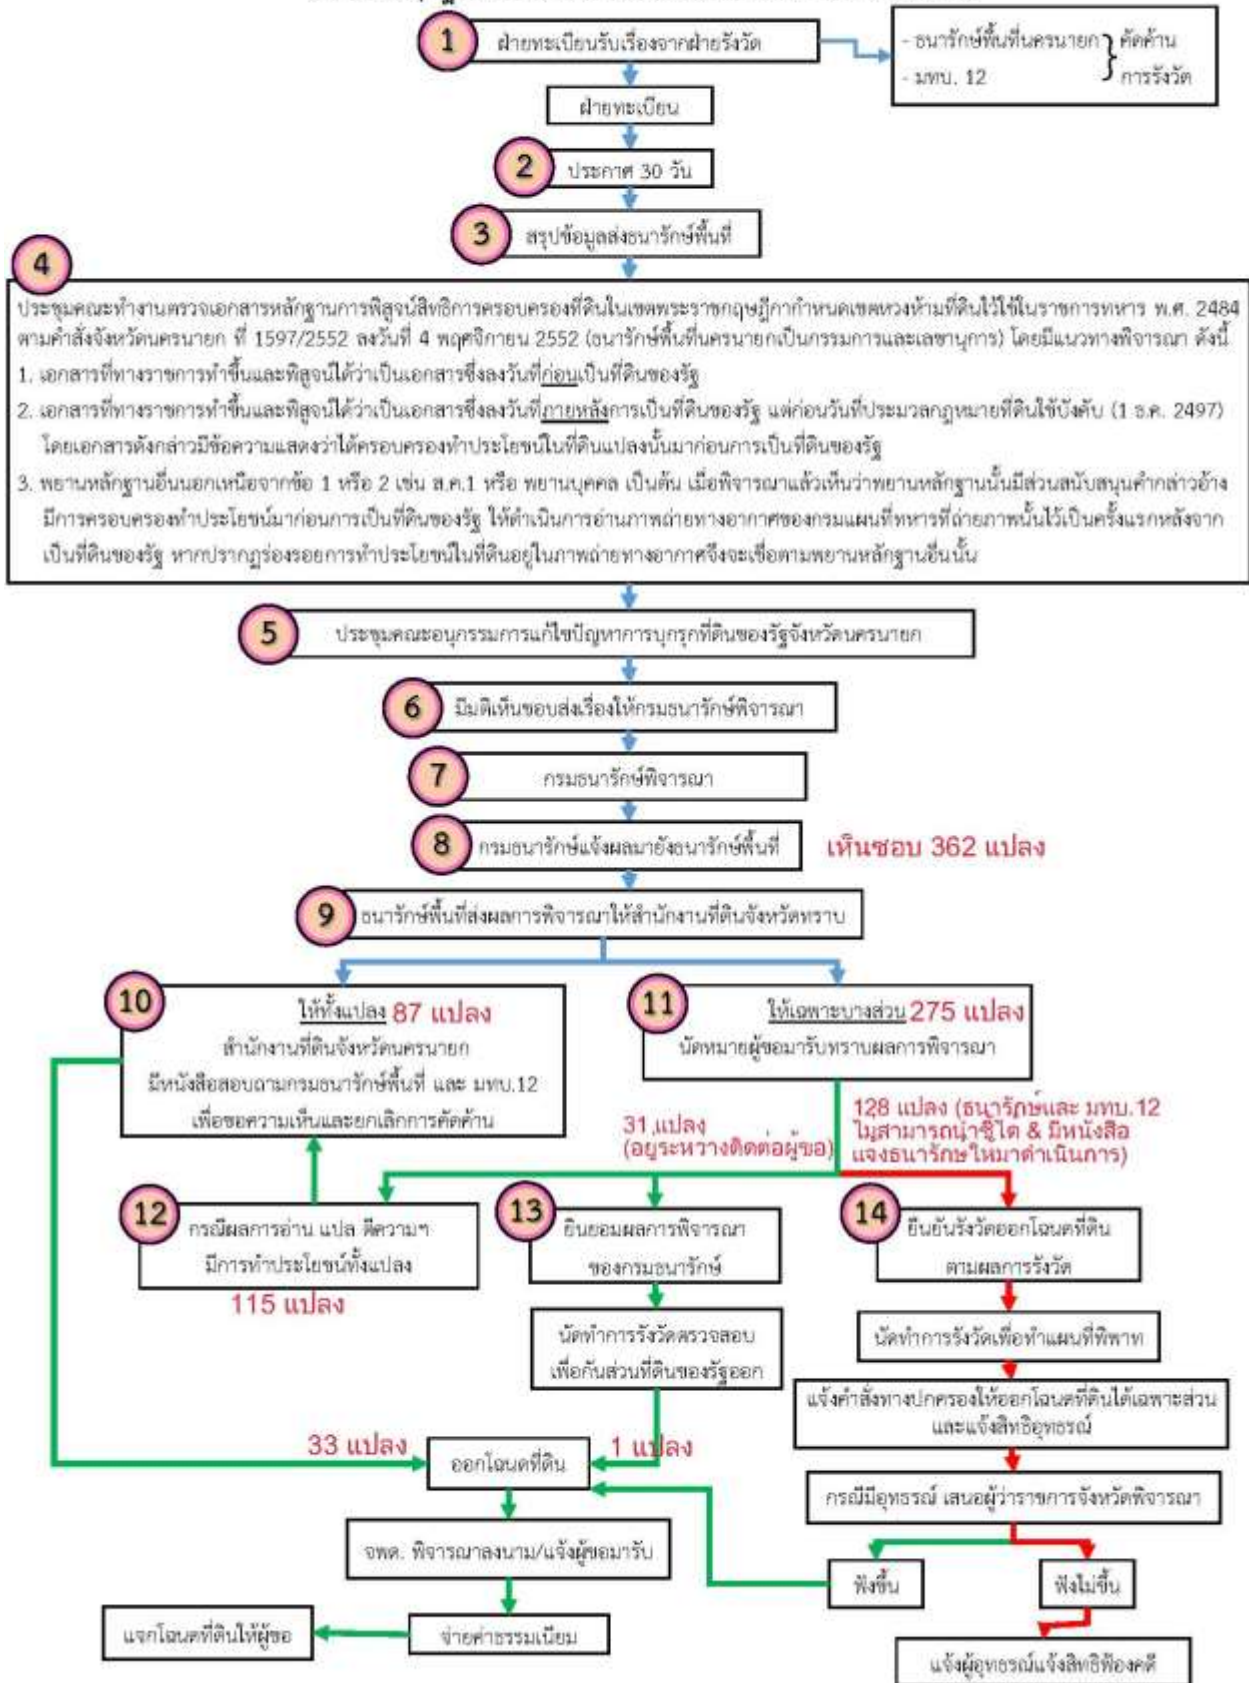 1
ฝ่ายทะเบียนรับเรื่องจากฝ่ายรังวัด
- ธนารักษ์พื้นที่นครนายก } คัดค้าน
- มทบ. 12 การรังวัด
ฝ่ายทะเบียน
2
ประกาศ 30 วัน
3
สรุปข้อมูลส่งธนารักษ์พื้นที่
4
ประชุมคณะทำงานตรวจเอกสารหลักฐานการพิสูจน์สิทธิการครอบครองที่ดินในเขตพระราชกฤษฎีกากำหนดเขตหวงห้ามที่ดินไว้ใช้ในราชการทหาร พ.ศ. 2484
ตามคำสั่งจังหวัดนครนายก ที่ 1597/2552 ลงวันที่ 4 พฤศจิกายน 2552 (ธนารักษ์พื้นที่นครนายกเป็นกรรมการและเลขานุการ) โดยมีแนวทางพิจารณา ดังนี้
1. เอกสารที่ทางราชการทำขึ้นและพิสูจน์ได้ว่าเป็นเอกสารซึ่งลงวันที่ก่อนเป็นที่ดินของรัฐ
2. เอกสารที่ทางราชการทำขึ้นและพิสูจน์ได้ว่าเป็นเอกสารซึ่งลงวันที่ภายหลังการเป็นที่ดินของรัฐ แต่ก่อนวันที่ประมวลกฎหมายที่ดินใช้บังคับ (1 ธ.ค. 2497)
โดยเอกสารดังกล่าวมีข้อความแสดงว่าได้ครอบครองทำประโยชน์ในที่ดินแปลงนั้นมาก่อนการเป็นที่ดินของรัฐ
3. พยานหลักฐานอื่นนอกเหนือจากข้อ 1 หรือ 2 เช่น ส.ค.1 หรือ พยานบุคคล เป็นต้น เมื่อพิจารณาแล้วเห็นว่าพยานหลักฐานนั้นมีส่วนสนับสนุนคำกล่าวอ้าง
มีการครอบครองทำประโยชน์มาก่อนการเป็นที่ดินของรัฐ ให้ดำเนินการอ่านภาพถ่ายทางอากาศของกรมแผนที่ทหารที่ถ่ายภาพนั้นไว้เป็นครั้งแรกหลังจาก
เป็นที่ดินของรัฐ หากปรากฏร่องรอยการทำประโยชน์ในที่ดินอยู่ในภาพถ่ายทางอากาศจึงจะเชื่อตามพยานหลักฐานอื่นนั้น
5
ประชุมคณะอนุกรรมการแก้ไขปัญหาการบุกรุกที่ดินของรัฐจังหวัดนครนายก
6
มีมติเห็นชอบส่งเรื่องให้กรมธนารักษ์พิจารณา
7
กรมธนารักษ์พิจารณา
8
กรมธนารักษ์แจ้งผลมายังธนารักษ์พื้นที่
เห็นชอบ 362 แปลง
9
ธนารักษ์พื้นที่ส่งผลการพิจารณาให้สำนักงานที่ดินจังหวัดทราบ
10
ให้ทั้งแปลง 87 แปลง
สำนักงานที่ดินจังหวัดนครนายก
มีหนังสือสอบถามกรมธนารักษ์พื้นที่ และ มทบ.12
เพื่อขอความเห็นและยกเลิกการคัดค้าน
11
ให้เฉพาะบางส่วน 275 แปลง
นัดหมายผู้ขอมารับทราบผลการพิจารณา
31 แปลง
(อยู่ระหว่างติดต่อผู้ขอ)
128 แปลง (ธนารักษ์และ มทบ.12
ไม่สามารถนำชี้ได้ & มีหนังสือ
แจ้งธนารักษ์ให้มาดำเนินการ)
12
กรณีผลการอ่าน แปล ตีความฯ
มีการทำประโยชน์ทั้งแปลง
115 แปลง
13
ยินยอมผลการพิจารณา
ของกรมธนารักษ์
14
ยืนยันรังวัดออกโฉนดที่ดิน
ตามผลการรังวัด
นัดทำการรังวัดตรวจสอบ
เพื่อกันส่วนที่ดินของรัฐออก
นัดทำการรังวัดเพื่อทำแผนที่พิพาท
แจ้งคำสั่งทางปกครองให้ออกโฉนดที่ดินได้เฉพาะส่วน
และแจ้งสิทธิอุทธรณ์
33 แปลง
1 แปลง
ออกโฉนดที่ดิน
กรณีมีอุทธรณ์ เสนอผู้ว่าราชการจังหวัดพิจารณา
จพด. พิจารณาลงนาม/แจ้งผู้ขอมารับ
ฟังขึ้น
ฟังไม่ขึ้น
แจกโฉนดที่ดินให้ผู้ขอ
จ่ายค่าธรรมเนียม
แจ้งผู้อุทธรณ์แจ้งสิทธิฟ้องคดี